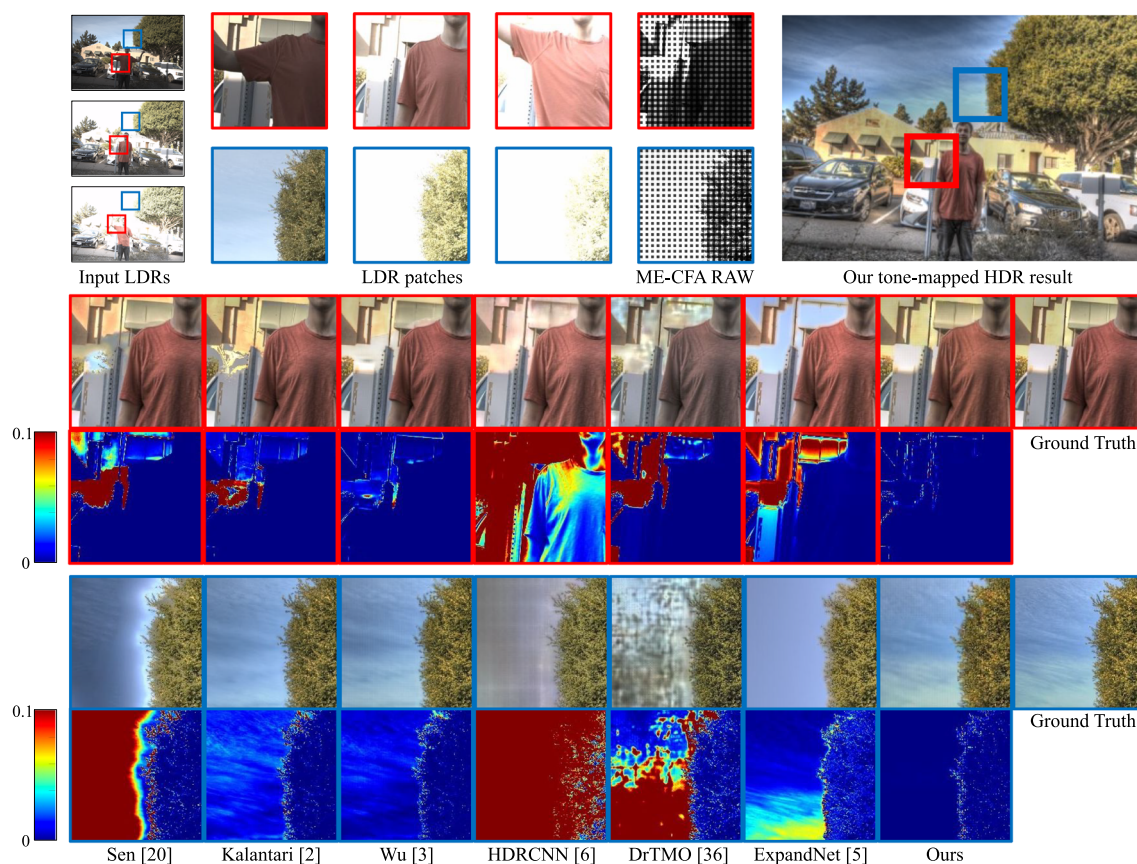 Input LDRs
LDR patches
ME-CFA RAW
Our tone-mapped HDR result
0.1
0
Ground Truth
0.1
0
Ground Truth
Sen [20]
Kalantari [2]
Wu [3]
HDRCNN [6]
DrTMO [36]
ExpandNet [5]
Ours